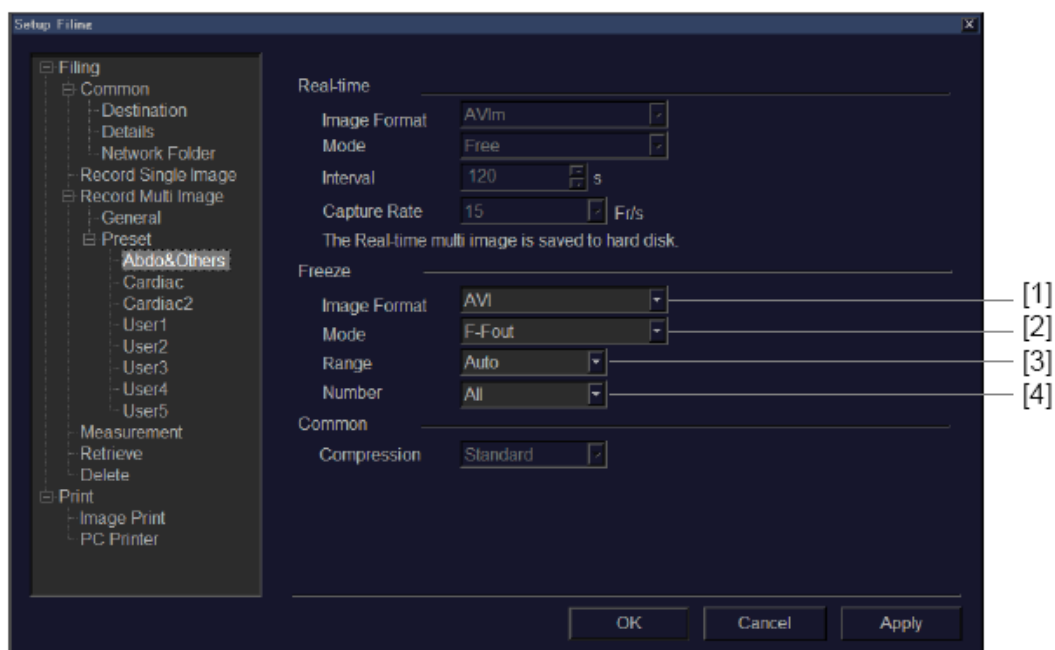 Setup Filing
Filing
Common
Destination
Details
Network Folder
Record Single Image
Record Multi Image
General
Preset
Abdo&Others
Cardiac
Cardiac2
User1
User2
User3
User4
User5
Measurement
Retrieve
Delete
Print
Image Print
PC Printer
Real-time
Image Format AVIm
Mode Free
Interval 120 s
Capture Rate 15 Fr/s
The Real-time multi image is saved to hard disk.
Freeze
Image Format AVI [1]
Mode F-Fout [2]
Range Auto [3]
Number All [4]
Common
Compression Standard
OK Cancel Apply